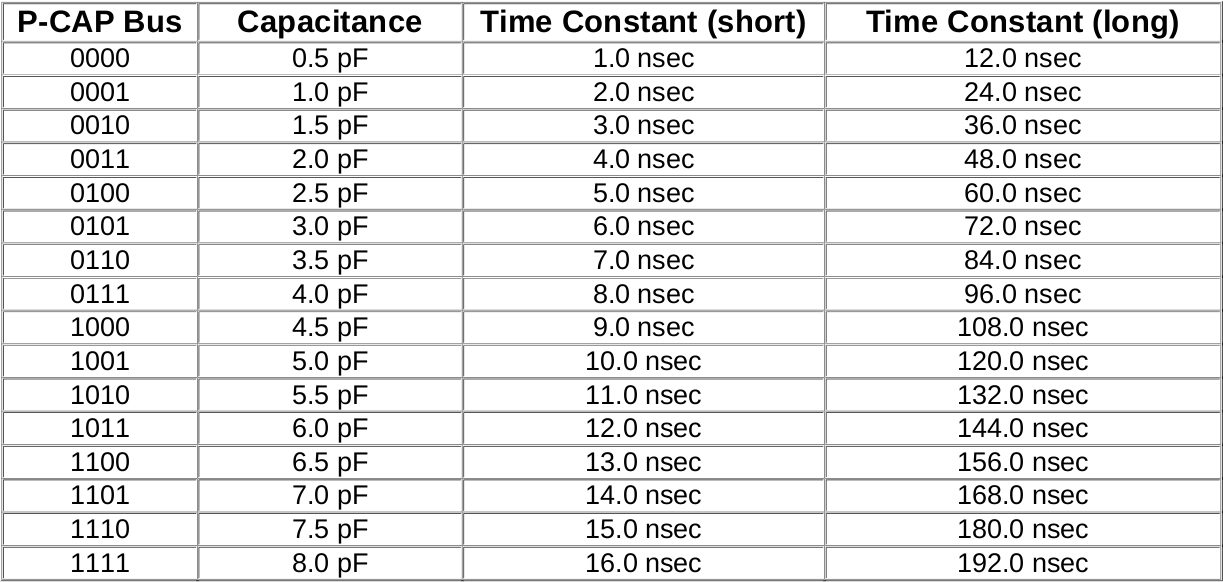 P-CAP Bus Capacitance Time Constant (short) Time Constant (long)
0000 0.5 pF 1.0 nsec 12.0 nsec
0001 1.0 pF 2.0 nsec 24.0 nsec
0010 1.5 pF 3.0 nsec 36.0 nsec
0011 2.0 pF 4.0 nsec 48.0 nsec
0100 2.5 pF 5.0 nsec 60.0 nsec
0101 3.0 pF 6.0 nsec 72.0 nsec
0110 3.5 pF 7.0 nsec 84.0 nsec
0111 4.0 pF 8.0 nsec 96.0 nsec
1000 4.5 pF 9.0 nsec 108.0 nsec
1001 5.0 pF 10.0 nsec 120.0 nsec
1010 5.5 pF 11.0 nsec 132.0 nsec
1011 6.0 pF 12.0 nsec 144.0 nsec
1100 6.5 pF 13.0 nsec 156.0 nsec
1101 7.0 pF 14.0 nsec 168.0 nsec
1110 7.5 pF 15.0 nsec 180.0 nsec
1111 8.0 pF 16.0 nsec 192.0 nsec